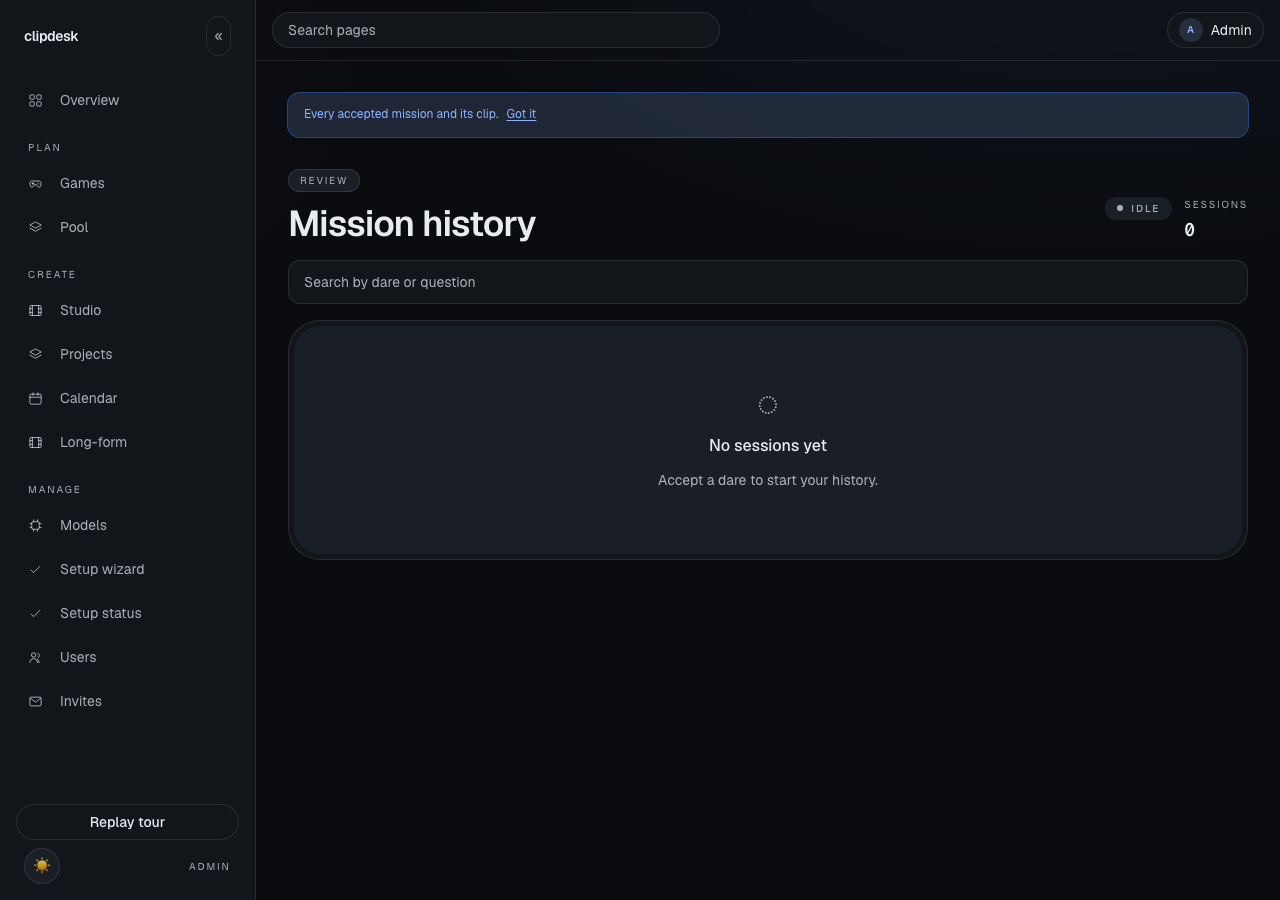 clipdesk
«
Overview
PLAN
Games
Pool
CREATE
Studio
Projects
Calendar
Long-form
MANAGE
Models
Setup wizard
Setup status
Users
Invites
Replay tour
ADMIN
Search pages
A Admin
Every accepted mission and its clip. Got it
REVIEW
Mission history
IDLE
SESSIONS
0
Search by dare or question
No sessions yet
Accept a dare to start your history.